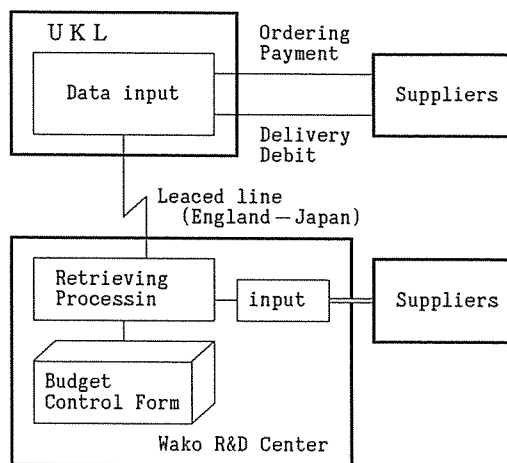 UKL
Ordering
Payment
Data input
Suppliers
Delivery
Debit
Leaced line
(England−Japan)
Retrieving
Processin
input
Suppliers
Budget
Control Form
Wako R&D Center